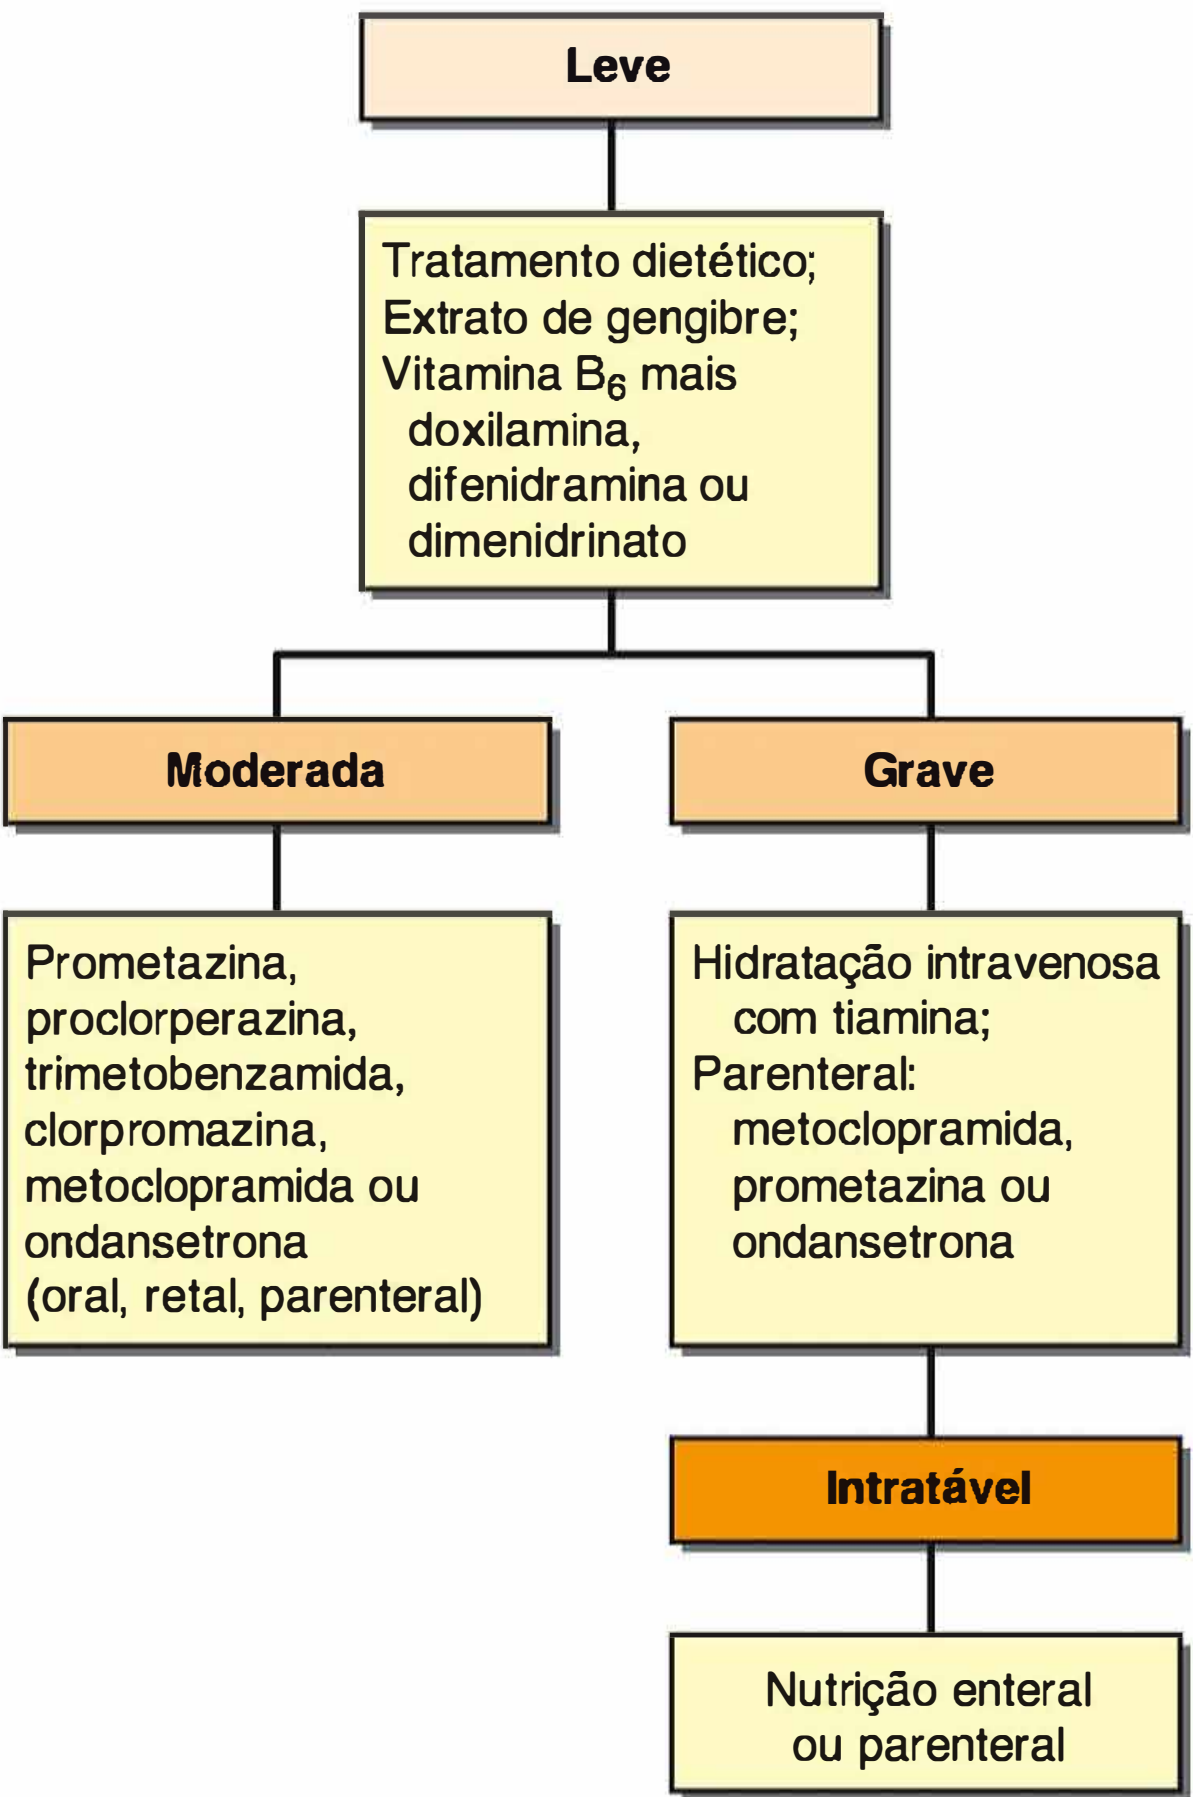 Leve
Tratamento dietético;
Extrato de gengibre;
Vitamina B₆ mais
doxilamina,
difenidramina ou
dimenidrinato
Moderada
Prometazina,
proclorperazina,
trimetobenzamida,
clorpromazina,
metoclopramida ou
ondansetrona
(oral, retal, parenteral)
Grave
Hidratação intravenosa
com tiamina;
Parenteral:
metoclopramida,
prometazina ou
ondansetrona
Intratável
Nutrição enteral
ou parenteral